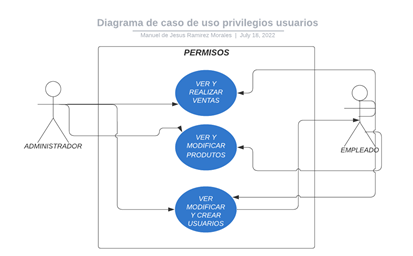 Diagrama de caso de uso privilegios usuarios
Manuel de Jesus Ramirez Morales | July 18, 2022
PERMISOS
VER Y
REALIZAR
VENTAS
ADMINISTRADOR
VER Y
MODIFICAR
PRODUTOS
EMPLEADO
VER
MODIFICAR
Y CREAR
USUARIOS